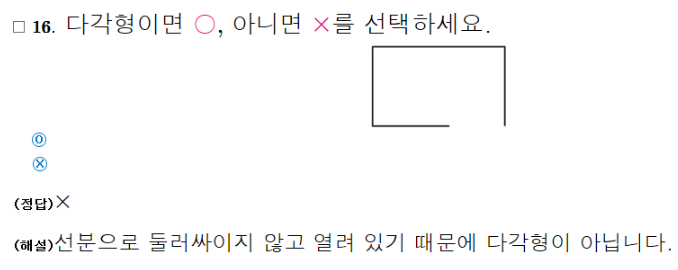 □ 16. 다각형이면 ○, 아니면 ×를 선택하세요.
ⓞ
ⓧ
(정답)×
(해설)선분으로 둘러싸이지 않고 열려 있기 때문에 다각형이 아닙니다.